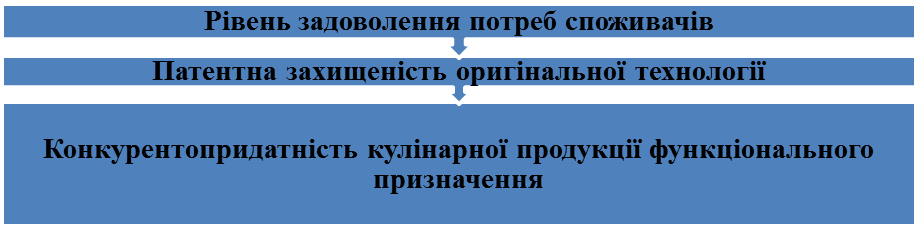 Рівень задоволення потреб споживачів
Патентна захищеність оригінальної технології
Конкурентопридатність кулінарної продукції функціонального
призначення